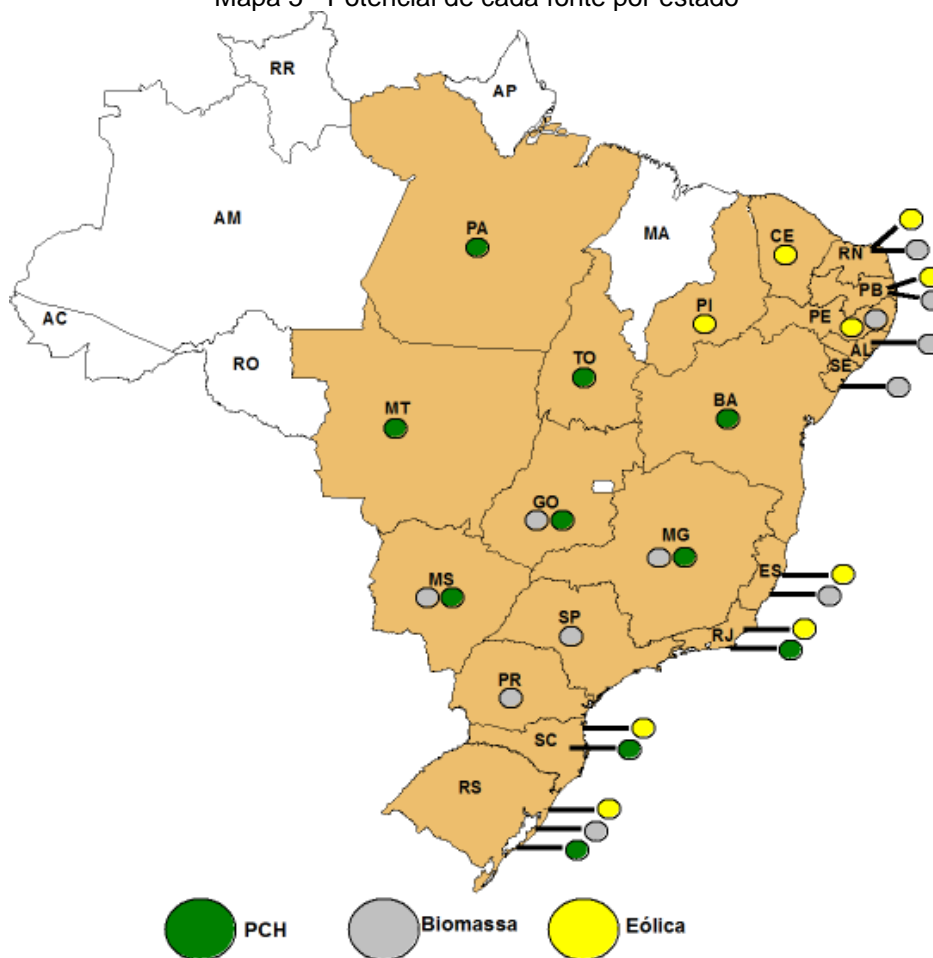 Mapa 5 - Potencial de cada fonte por estado
RR
AP
AM
PA
MA
CE
RN
PB
PI
PE
AC
AL
SE
RO
TO
BA
MT
GO
MG
ES
MS
SP
RJ
PR
SC
RS
PCH
Biomassa
Eólica